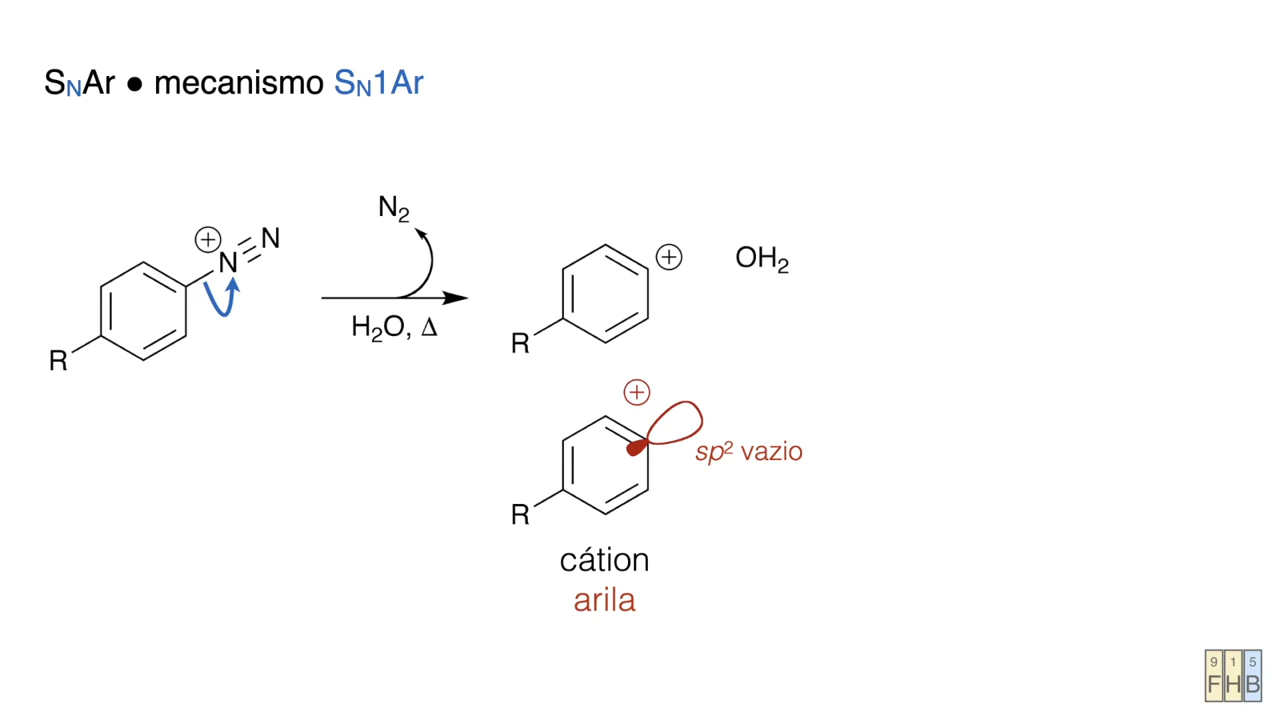 SNAr ● mecanismo SN1Ar
N2
⊕
N
N
R
H2O, Δ
⊕
OH2
R
⊕
sp2 vazio
R
cátion
arila
9 1 5
F H B